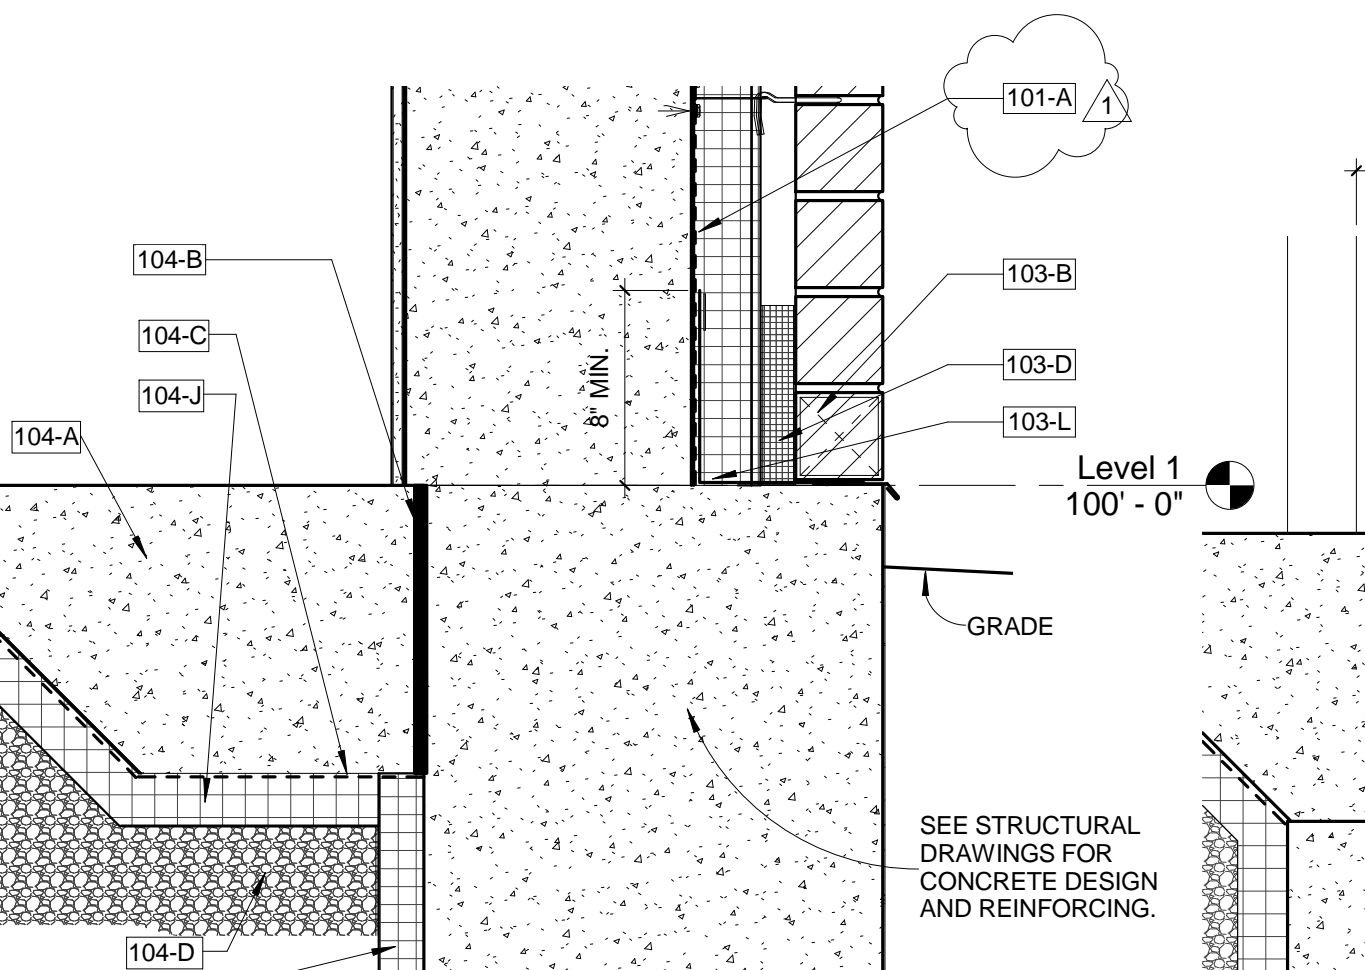 101-A
1
104-B
103-B
104-C
103-D
104-J
8" MIN.
103-L
104-A
Level 1
100' - 0"
GRADE
SEE STRUCTURAL
DRAWINGS FOR
CONCRETE DESIGN
AND REINFORCING.
104-D